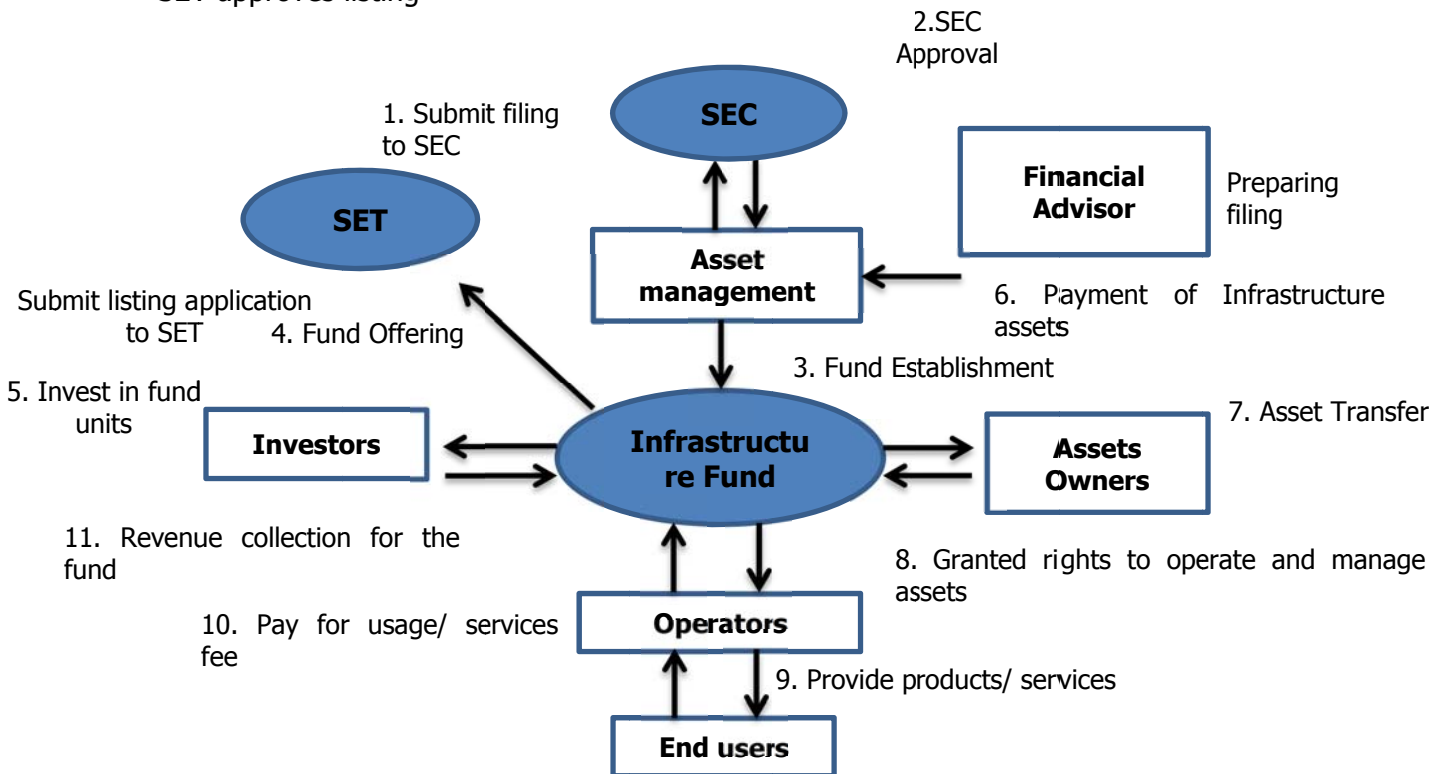 SET approves listing
2.SEC
Approval
1. Submit filing
to SEC
SEC
Financial
Advisor
Preparing
filing
SET
Asset
management
Submit listing application
to SET
4. Fund Offering
6. Payment of Infrastructure
assets
3. Fund Establishment
5. Invest in fund
units
Investors
Infrastructu
re Fund
Assets
Owners
7. Asset Transfer
11. Revenue collection for the
fund
8. Granted rights to operate and manage
assets
10. Pay for usage/ services
fee
Operators
9. Provide products/ services
End users